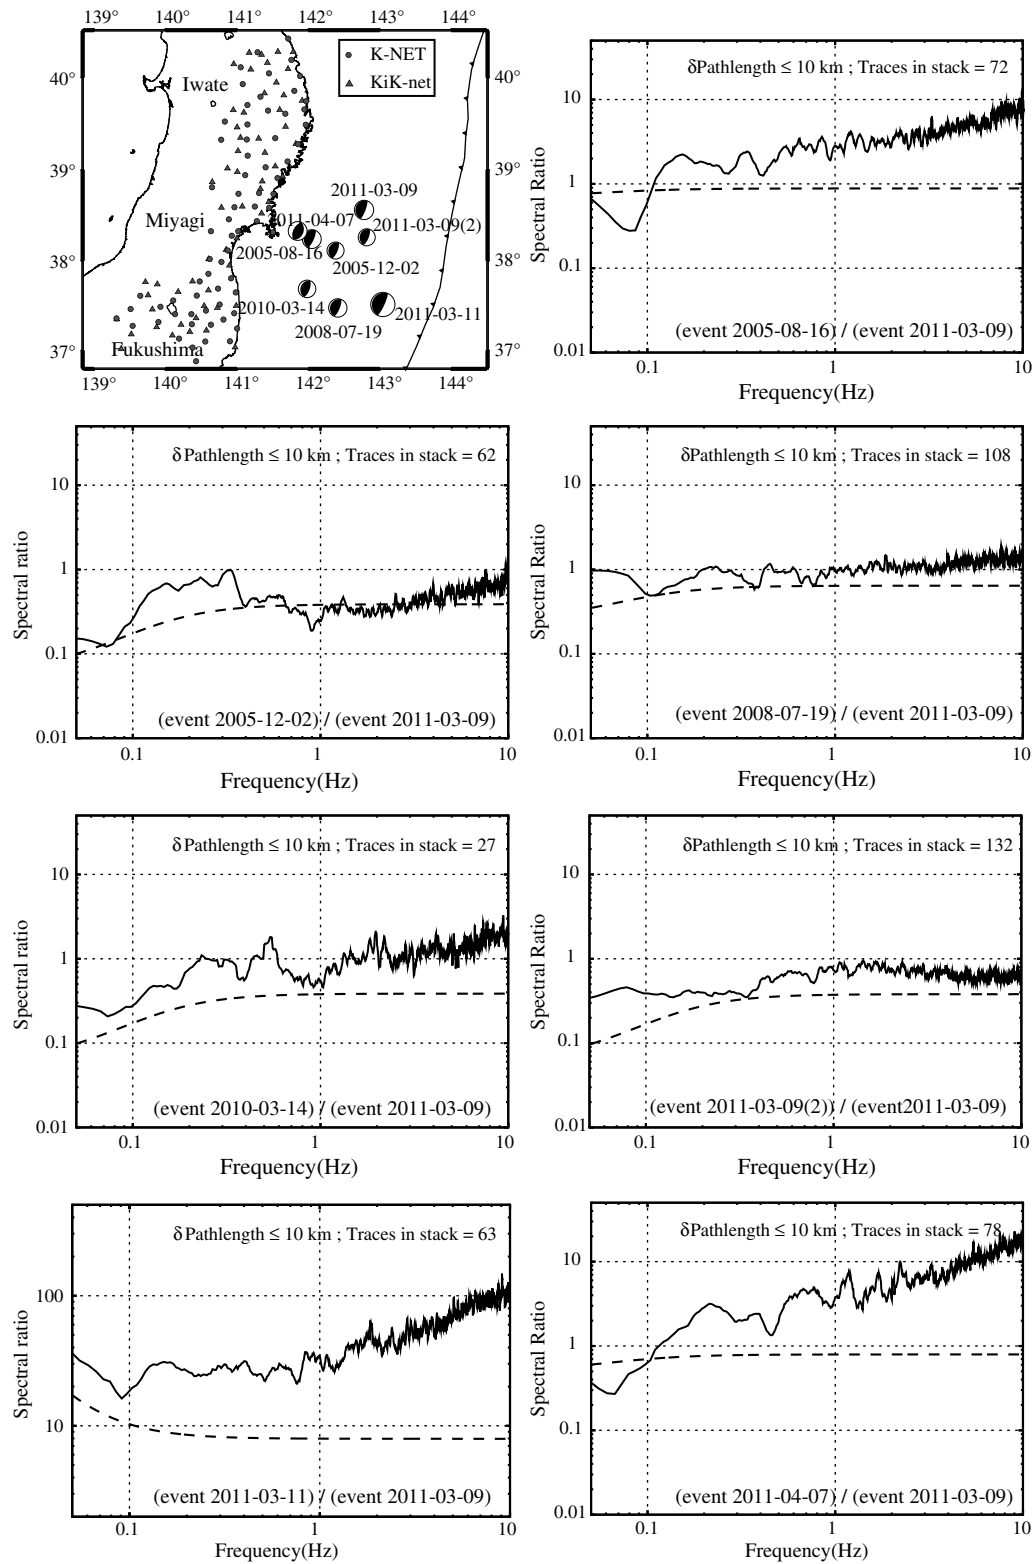 139° 140° 141° 142° 143° 144°
K-NET
KiK-net
40° 40°
Iwate
39° 39°
2011-03-09
Miyagi
2011-04-07
2011-03-09(2)
2005-08-16
38° 38°
2005-12-02
2010-03-14
2011-03-11
2008-07-19
Fukushima
37° 37°
139° 140° 141° 142° 143° 144°
δPathlength ≤ 10 km ; Traces in stack = 72
10
1
0.1
0.01
Spectral Ratio
(event 2005-08-16) / (event 2011-03-09)
0.1 1 10
Frequency(Hz)
δ Pathlength ≤ 10 km ; Traces in stack = 62
10
1
0.1
0.01
Spectral ratio
(event 2005-12-02) / (event 2011-03-09)
0.1 1 10
Frequency(Hz)
δPathlength ≤ 10 km ; Traces in stack = 108
10
1
0.1
0.01
Spectral Ratio
(event 2008-07-19) / (event 2011-03-09)
0.1 1 10
Frequency(Hz)
δ Pathlength ≤ 10 km ; Traces in stack = 27
10
1
0.1
0.01
Spectral ratio
(event 2010-03-14) / (event 2011-03-09)
0.1 1 10
Frequency(Hz)
δPathlength ≤ 10 km ; Traces in stack = 132
10
1
0.1
0.01
Spectral Ratio
(event 2011-03-09(2)) / (event2011-03-09)
0.1 1 10
Frequency(Hz)
δ Pathlength ≤ 10 km ; Traces in stack = 63
100
10
Spectral ratio
(event 2011-03-11) / (event 2011-03-09)
0.1 1 10
Frequency(Hz)
δPathlength ≤ 10 km ; Traces in stack = 78
10
1
0.1
0.01
Spectral Ratio
(event 2011-04-07) / (event 2011-03-09)
0.1 1 10
Frequency(Hz)